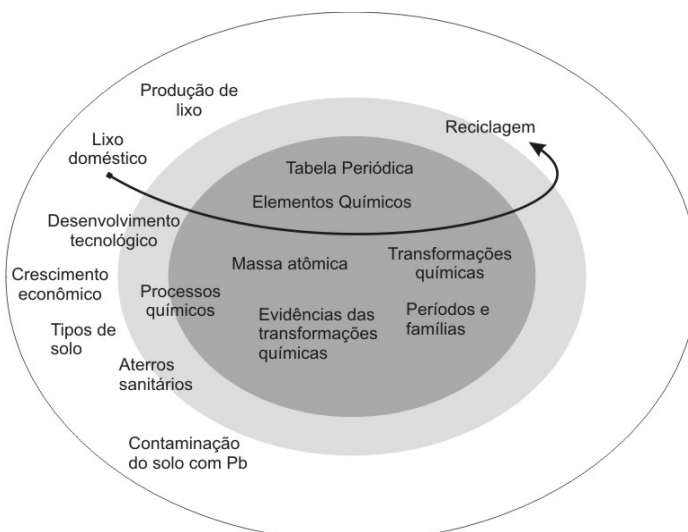 Produção de
lixo
Lixo
doméstico
Reciclagem
Tabela Periódica
Elementos Químicos
Desenvolvimento
tecnológico
Massa atômica
Transformações
químicas
Crescimento
econômico
Processos
químicos
Evidências das
transformações
químicas
Períodos e
famílias
Tipos de
solo
Aterros
sanitários
Contaminação
do solo com Pb